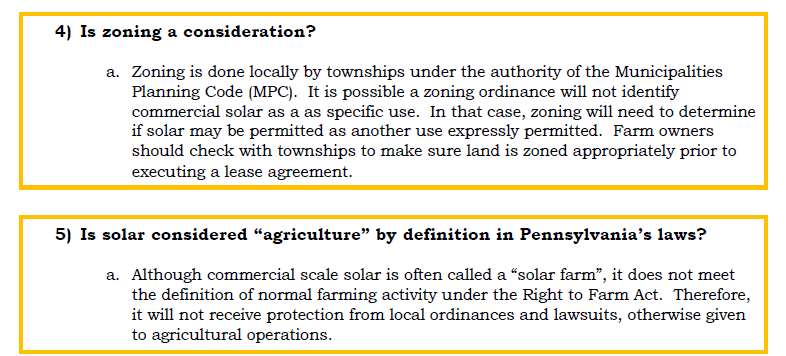 4) Is zoning a consideration?
a. Zoning is done locally by townships under the authority of the Municipalities
Planning Code (MPC). It is possible a zoning ordinance will not identify
commercial solar as a as specific use. In that case, zoning will need to determine
if solar may be permitted as another use expressly permitted. Farm owners
should check with townships to make sure land is zoned appropriately prior to
executing a lease agreement.
5) Is solar considered “agriculture” by definition in Pennsylvania’s laws?
a. Although commercial scale solar is often called a “solar farm”, it does not meet
the definition of normal farming activity under the Right to Farm Act. Therefore,
it will not receive protection from local ordinances and lawsuits, otherwise given
to agricultural operations.